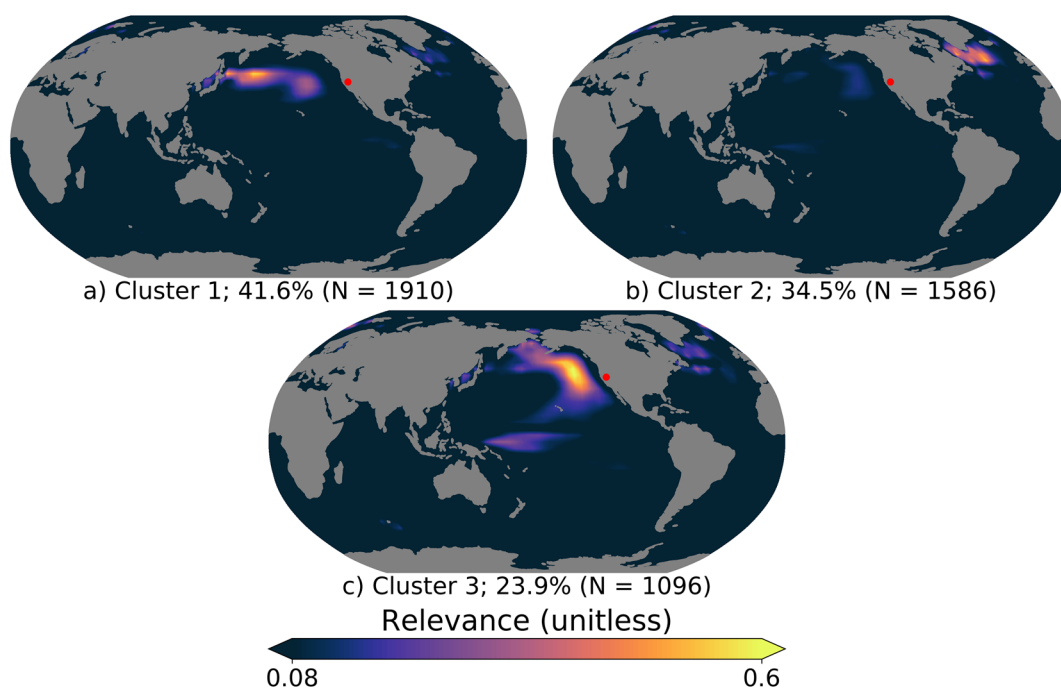 a) Cluster 1; 41.6% (N = 1910)
b) Cluster 2; 34.5% (N = 1586)
c) Cluster 3; 23.9% (N = 1096)
Relevance (unitless)
0.08
0.6